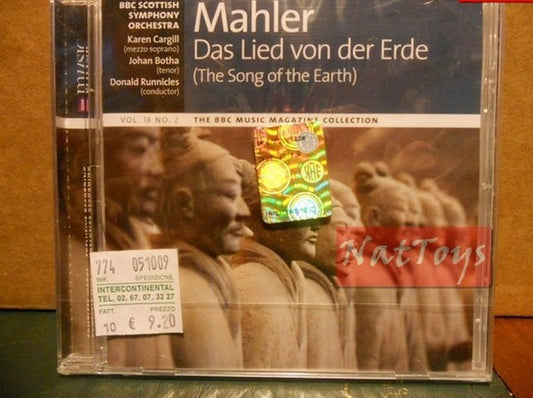 BBC SCOTTISH
SYMPHONY
ORCHESTRA
Karen Cargill
(mezzo soprano)
Johan Botha
(tenor)
Donald Runnicles
(conductor)
Mahler
Das Lied von der Erde
(The Song of the Earth)
music
VOL. 18 NO. 2 THE BBC MUSIC MAGAZINE COLLECTION
NatToys
774 051009
RIF. SPEDIZIONE
INTERCONTINENTAL
TEL. 02. 67. 07. 32 27
FATT. PREZZO
10 € 9.20